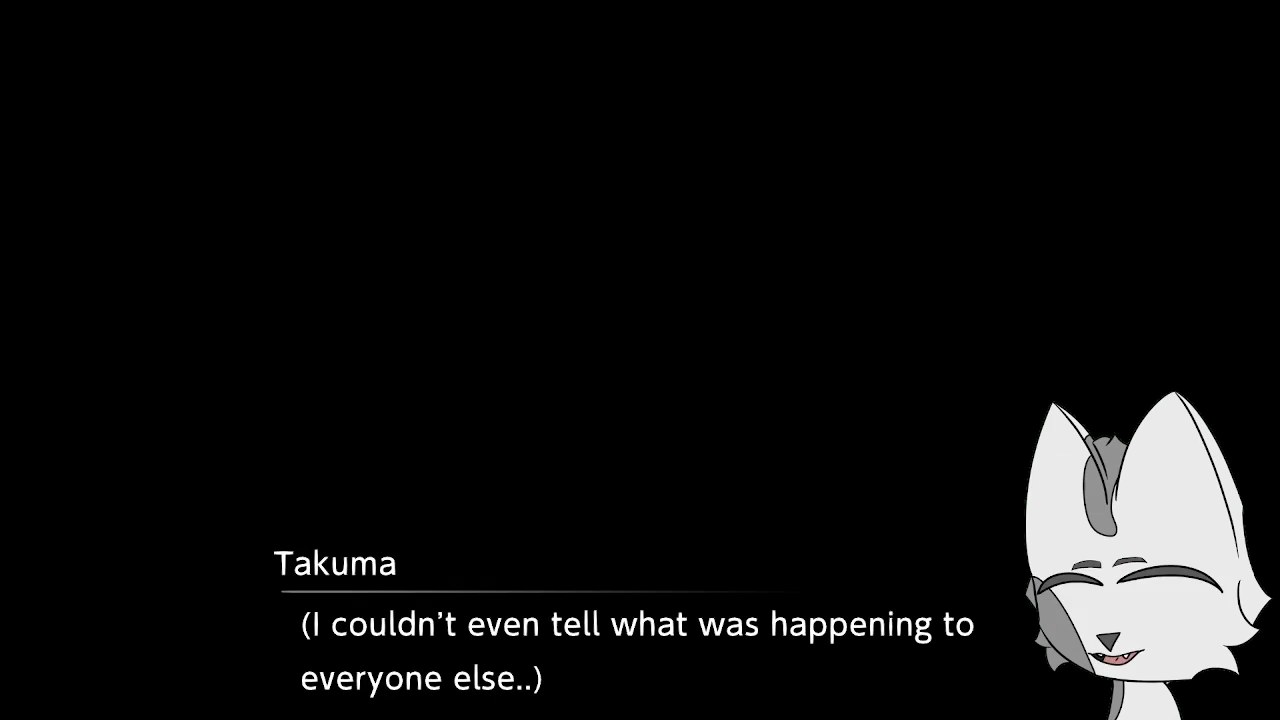 Takuma
(I couldn't even tell what was happening to
everyone else..)